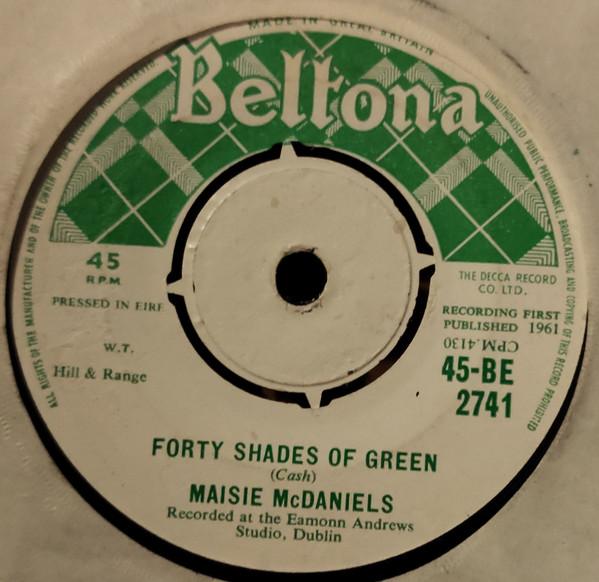 MADE IN GREAT BRITAIN
Beltona
ALL RIGHTS OF THE MANUFACTURER AND OF THE OWNER OF THE RECORDED WORK RESERVED
UNAUTHORISED PUBLIC PERFORMANCE, BROADCASTING AND COPYING OF THIS RECORD PROHIBITED
45
R.P.M.
PRESSED IN EIRE
W.T.
Hill & Range
THE DECCA RECORD
CO. LTD.
RECORDING FIRST
PUBLISHED 1961
CPM.4130
45-BE
2741
FORTY SHADES OF GREEN
(Cash)
MAISIE McDANIELS
Recorded at the Eamonn Andrews
Studio, Dublin